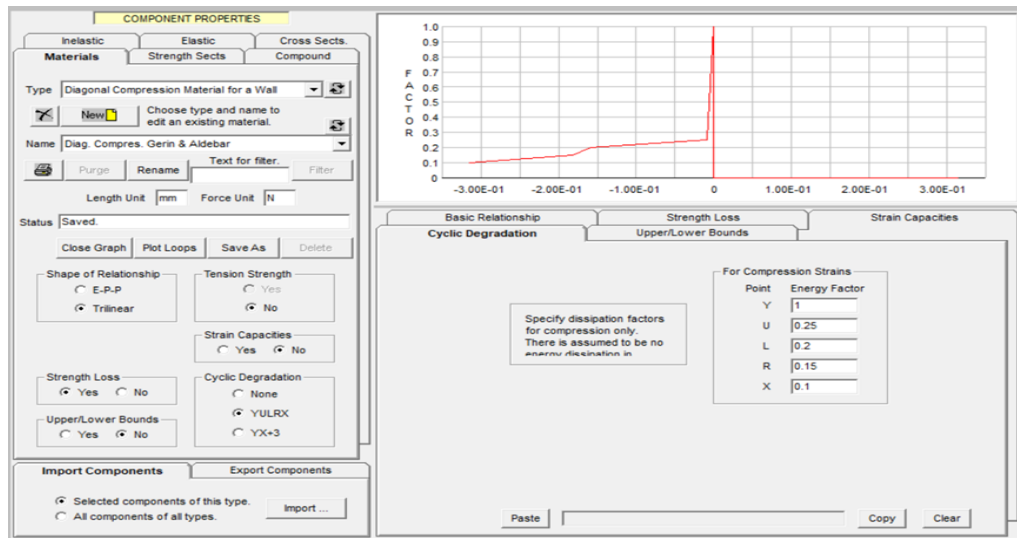 COMPONENT PROPERTIES
Inelastic Elastic Cross Sects.
Materials Strength Sects Compound
Type Diagonal Compression Material for a Wall
New Choose type and name to
edit an existing material.
Name Diag. Compres. Gerin & Aldebar
Text for filter.
Purge Rename Filter
Length Unit mm Force Unit N
Status Saved.
Close Graph Plot Loops Save As Delete
Shape of Relationship
E-P-P
Trilinear
Tension Strength
Yes
No
Strain Capacities
Yes No
Strength Loss
Yes No
Cyclic Degradation
None
YULRX
YX+3
Upper/Lower Bounds
Yes No
Import Components Export Components
Selected components of this type.
All components of all types.
Import ...
FACTOR
1.0
0.9
0.8
0.7
0.6
0.5
0.4
0.3
0.2
0.1
0
-3.00E-01 -2.00E-01 -1.00E-01 0 1.00E-01 2.00E-01 3.00E-01
Basic Relationship Strength Loss Strain Capacities
Cyclic Degradation Upper/Lower Bounds
Specify dissipation factors
for compression only.
There is assumed to be no
energy dissipation in
For Compression Strains
Point Energy Factor
Y 1
U 0.25
L 0.2
R 0.15
X 0.1
Paste Copy Clear